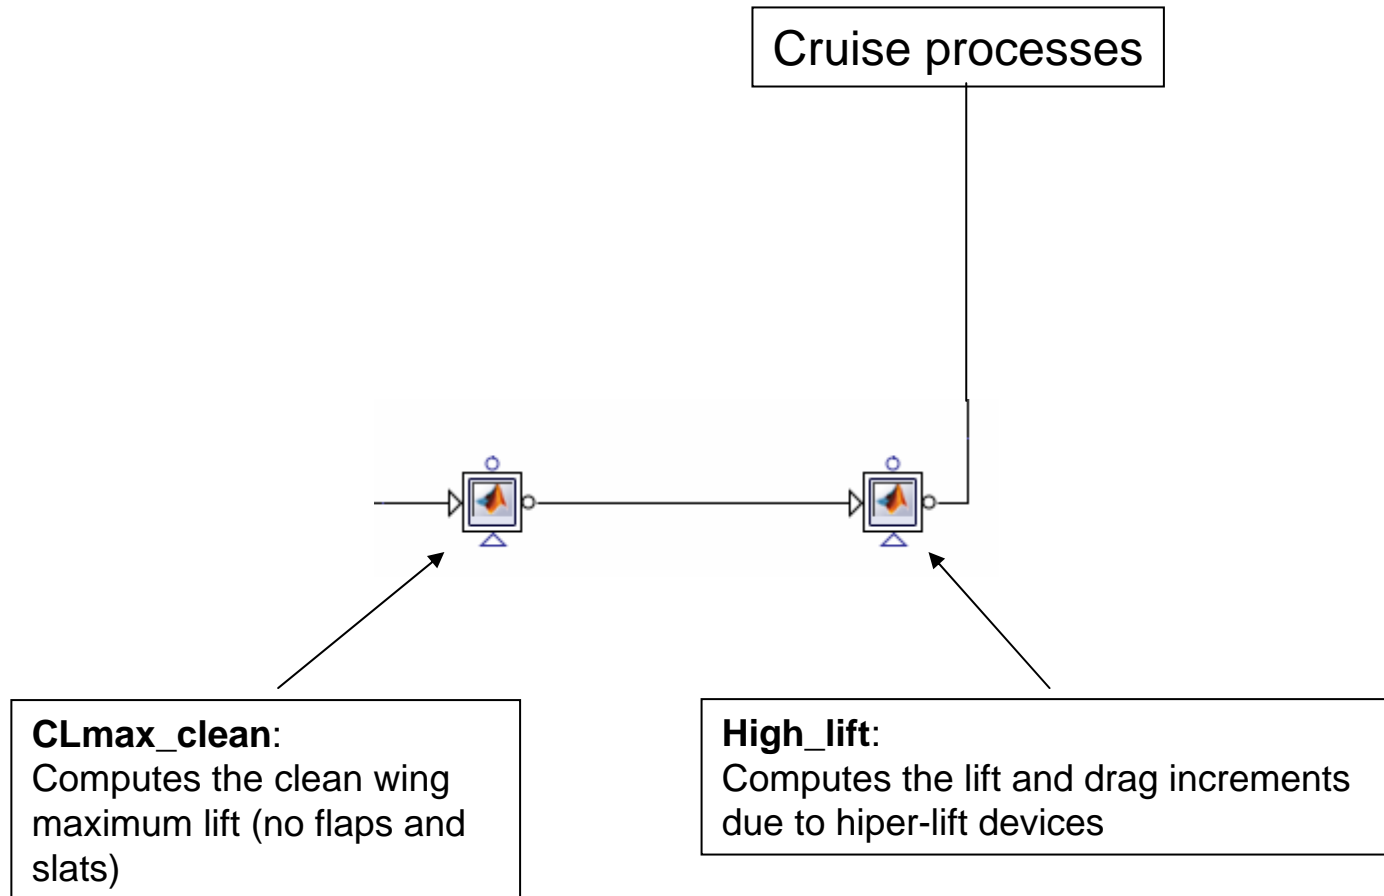 Cruise processes
CLmax_clean:
Computes the clean wing
maximum lift (no flaps and
slats)
High_lift:
Computes the lift and drag increments
due to hiper-lift devices